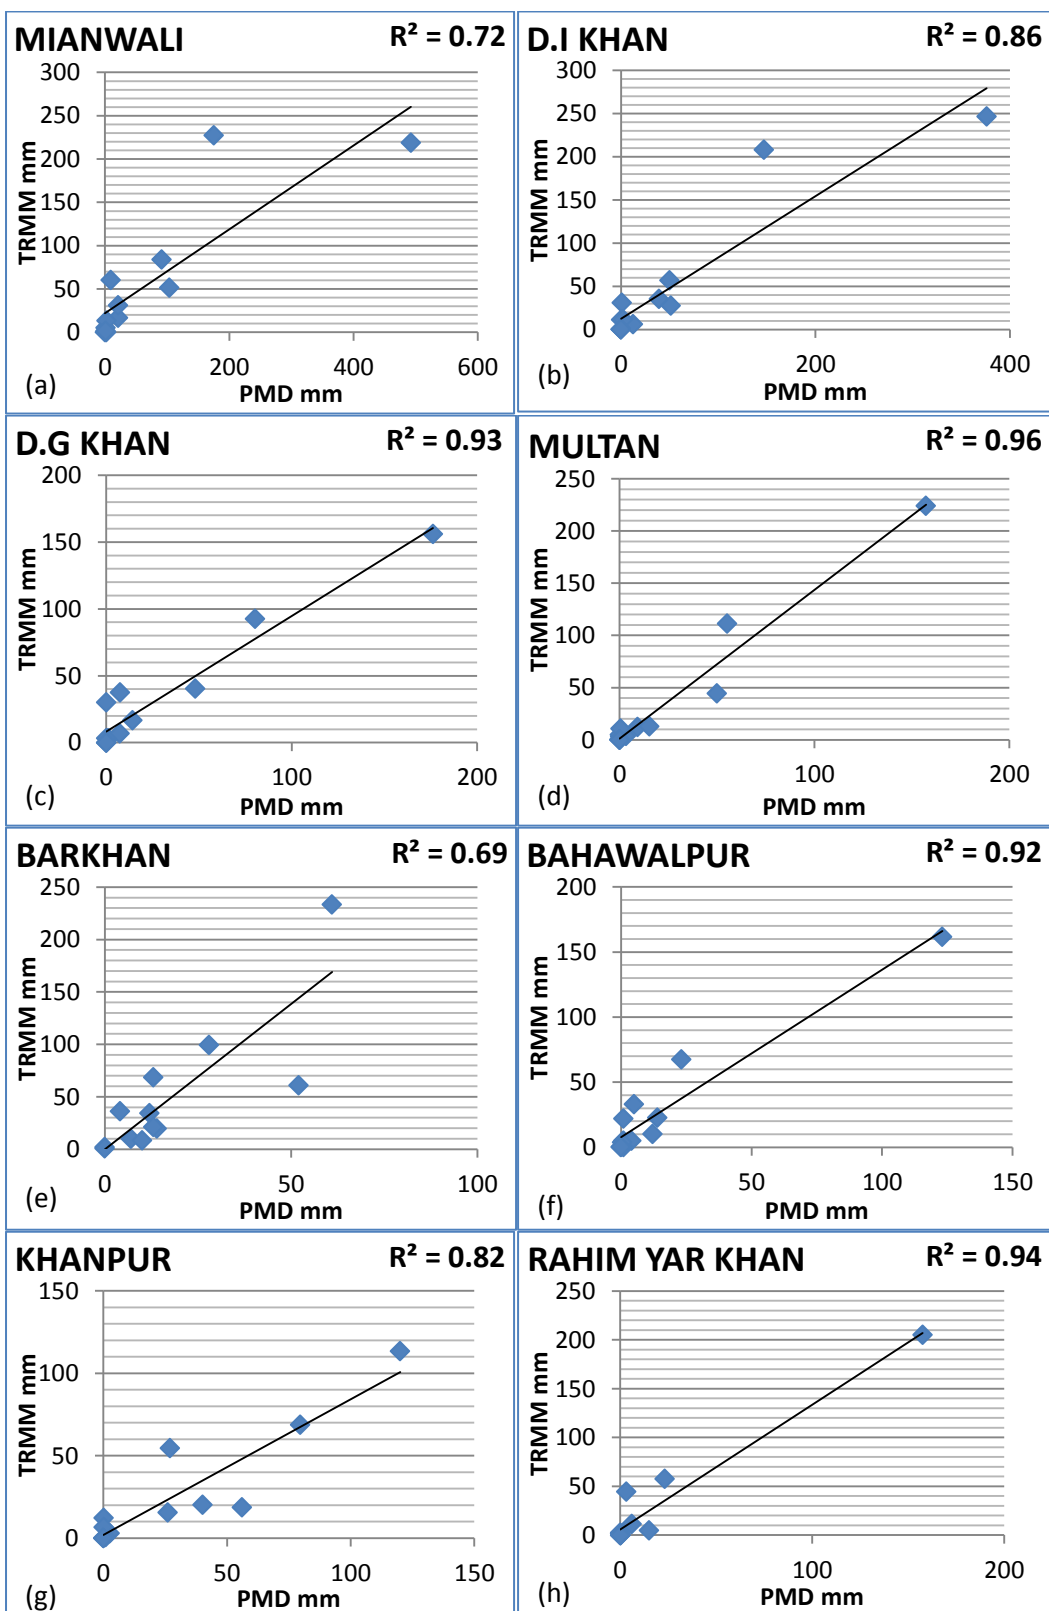 MIANWALI R² = 0.72
300
250
200
150
100
50
0
TRMM mm
0 200 400 600
(a) PMD mm
D.I KHAN R² = 0.86
300
250
200
150
100
50
0
TRMM mm
0 200 400
(b) PMD mm
D.G KHAN R² = 0.93
200
150
100
50
0
TRMM mm
0 100 200
(c) PMD mm
MULTAN R² = 0.96
250
200
150
100
50
0
TRMM mm
0 100 200
(d) PMD mm
BARKHAN R² = 0.69
250
200
150
100
50
0
TRMM mm
0 50 100
(e) PMD mm
BAHAWALPUR R² = 0.92
200
150
100
50
0
TRMM mm
0 50 100 150
(f) PMD mm
KHANPUR R² = 0.82
150
100
50
0
TRMM mm
0 50 100 150
(g) PMD mm
RAHIM YAR KHAN R² = 0.94
250
200
150
100
50
0
TRMM mm
0 100 200
(h) PMD mm